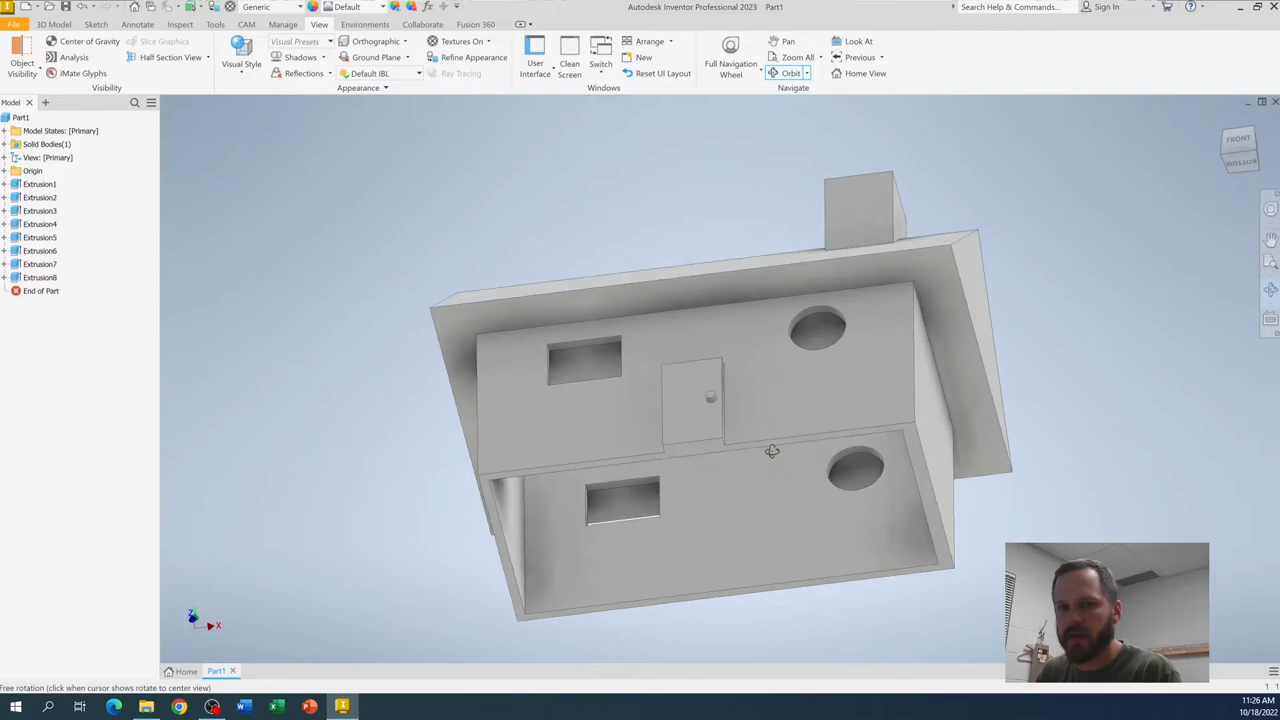 Generic
Default
Autodesk Inventor Professional 2023 Part1
Search Help & Commands...
Sign In
File
3D Model
Sketch
Annotate
Inspect
Tools
CAM
Manage
View
Environments
Collaborate
Fusion 360
Object
Visibility
Center of Gravity
Analysis
iMate Glyphs
Slice Graphics
Half Section View
Visibility
Visual Style
Visual Presets
Shadows
Reflections
Orthographic
Ground Plane
Default IBL
Textures On
Refine Appearance
Ray Tracing
Appearance
User
Interface
Clean
Screen
Switch
Arrange
New
Reset UI Layout
Windows
Full Navigation
Wheel
Pan
Zoom All
Orbit
Look At
Previous
Home View
Navigate
Model
Part1
Model States: [Primary]
Solid Bodies(1)
View: [Primary]
Origin
Extrusion1
Extrusion2
Extrusion3
Extrusion4
Extrusion5
Extrusion6
Extrusion7
Extrusion8
End of Part
FRONT
BOTTOM
Z
X
Home
Part1
Free rotation (click when cursor shows rotate to center view)
1 1
11:26 AM
10/18/2022